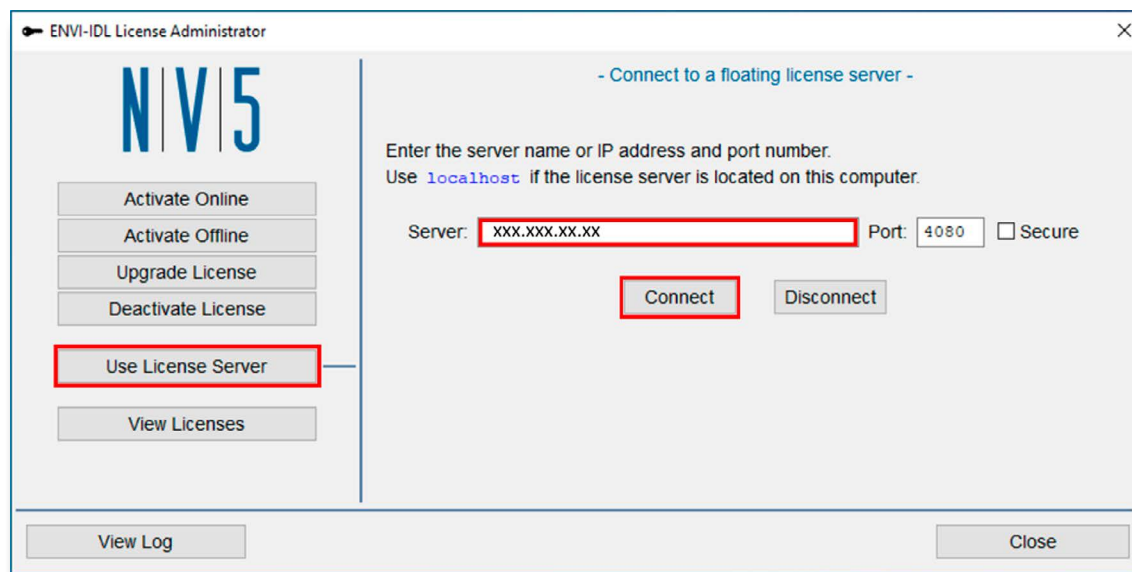 ENVI-IDL License Administrator
NV5
Activate Online
Activate Offline
Upgrade License
Deactivate License
Use License Server
View Licenses
- Connect to a floating license server -
Enter the server name or IP address and port number.
Use localhost if the license server is located on this computer.
Server: XXX.XXX.XX.XX Port: 4080 Secure
Connect Disconnect
View Log Close